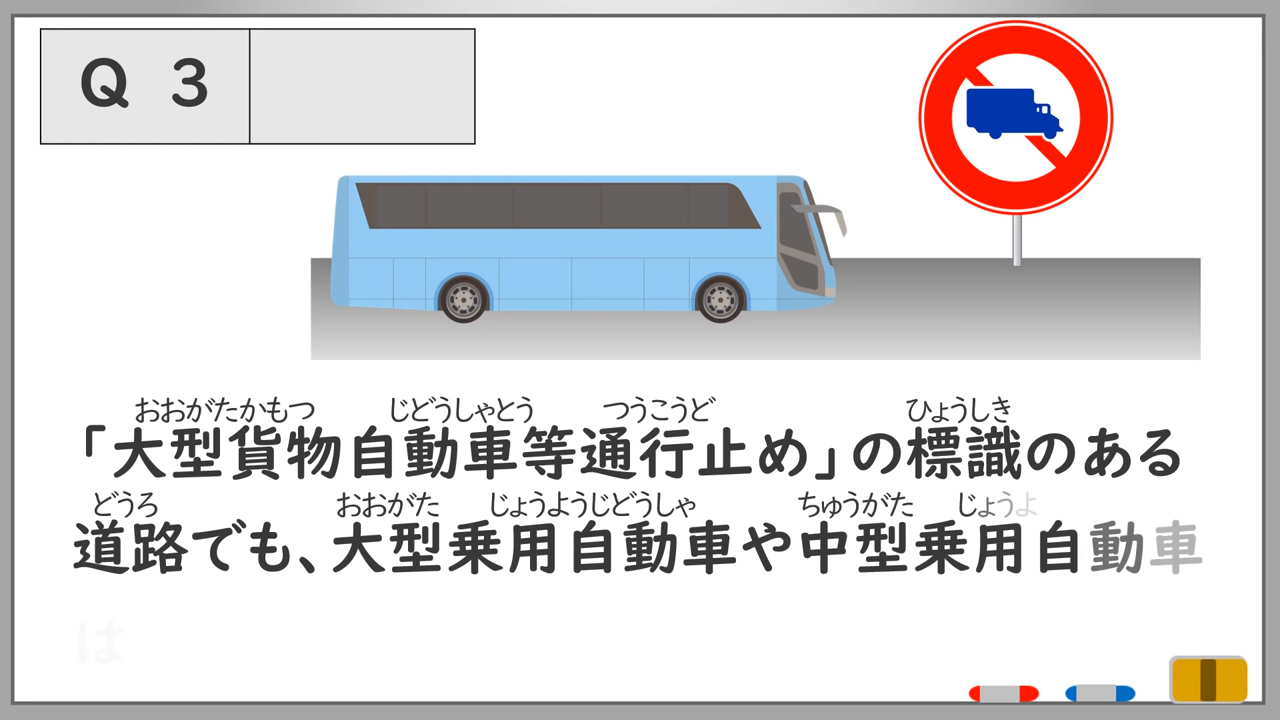 Q 3
おおがたかもつ じどうしゃとう つうこうど ひょうしき
「大型貨物自動車等通行止め」の標識のある
どうろ おおがた じょうようじどうしゃ ちゅうがた じょうよ
道路でも、大型乗用自動車や中型乗用自動車
は